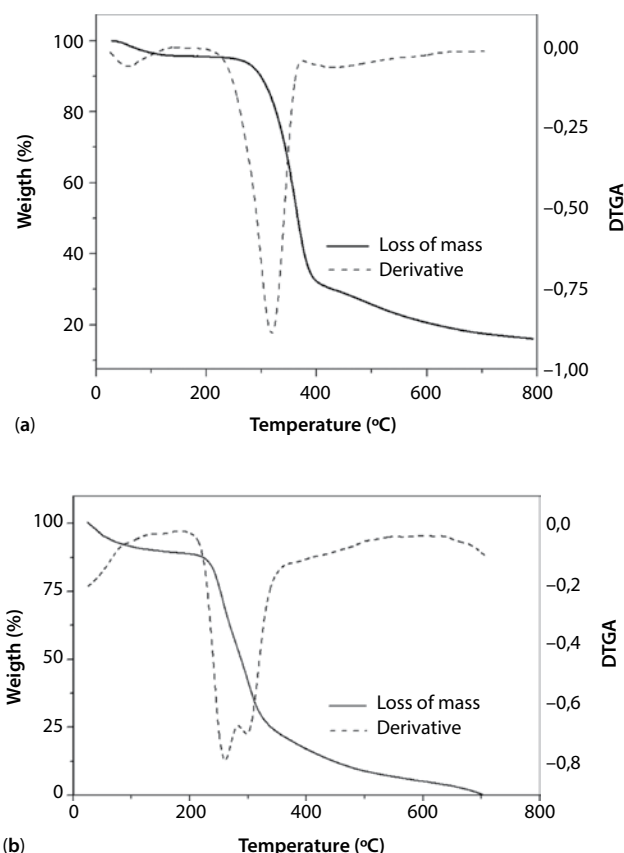 100
80
60
40
20
0,00
–0,25
–0,50
–0,75
–1,00
Weigth (%)
DTGA
Loss of mass
Derivative
0
200
400
600
800
(a)
Temperature (ºC)
100
75
50
25
0
0,0
–0,2
–0,4
–0,6
–0,8
Weigth (%)
DTGA
Loss of mass
Derivative
0
200
400
600
800
(b)
Temperature (ºC)